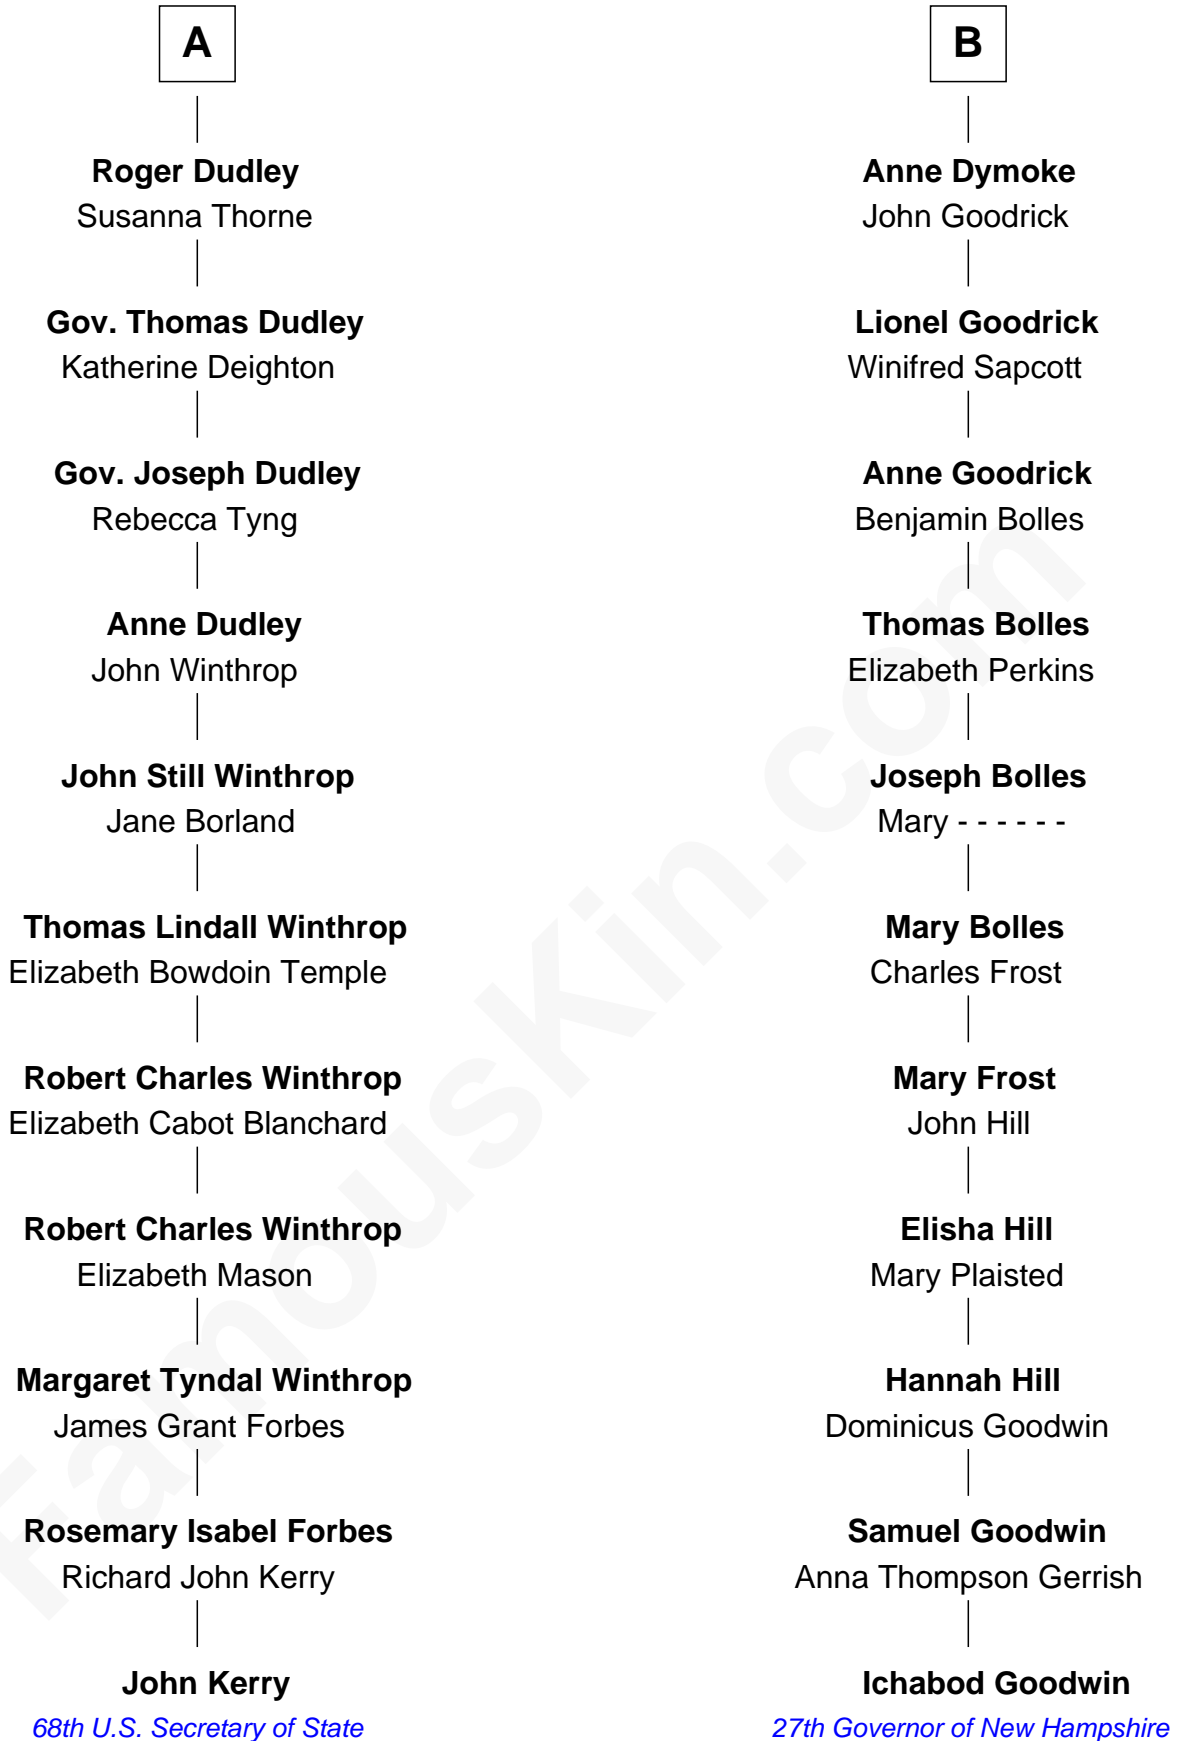 A
Roger Dudley
Susanna Thorne
Gov. Thomas Dudley
Katherine Deighton
Gov. Joseph Dudley
Rebecca Tyng
Anne Dudley
John Winthrop
John Still Winthrop
Jane Borland
Thomas Lindall Winthrop
Elizabeth Bowdoin Temple
Robert Charles Winthrop
Elizabeth Cabot Blanchard
Robert Charles Winthrop
Elizabeth Mason
Margaret Tyndal Winthrop
James Grant Forbes
Rosemary Isabel Forbes
Richard John Kerry
John Kerry
68th U.S. Secretary of State
B
Anne Dymoke
John Goodrick
Lionel Goodrick
Winifred Sapcott
Anne Goodrick
Benjamin Bolles
Thomas Bolles
Elizabeth Perkins
Joseph Bolles
Mary - - - - - -
Mary Bolles
Charles Frost
Mary Frost
John Hill
Elisha Hill
Mary Plaisted
Hannah Hill
Dominicus Goodwin
Samuel Goodwin
Anna Thompson Gerrish
Ichabod Goodwin
27th Governor of New Hampshire
FamousKin.com